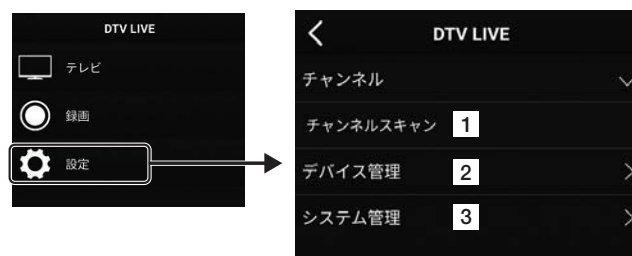 DTV LIVE
テレビ
録画
設定
DTV LIVE
チャンネル
チャンネルスキャン 1
デバイス管理 2
システム管理 3